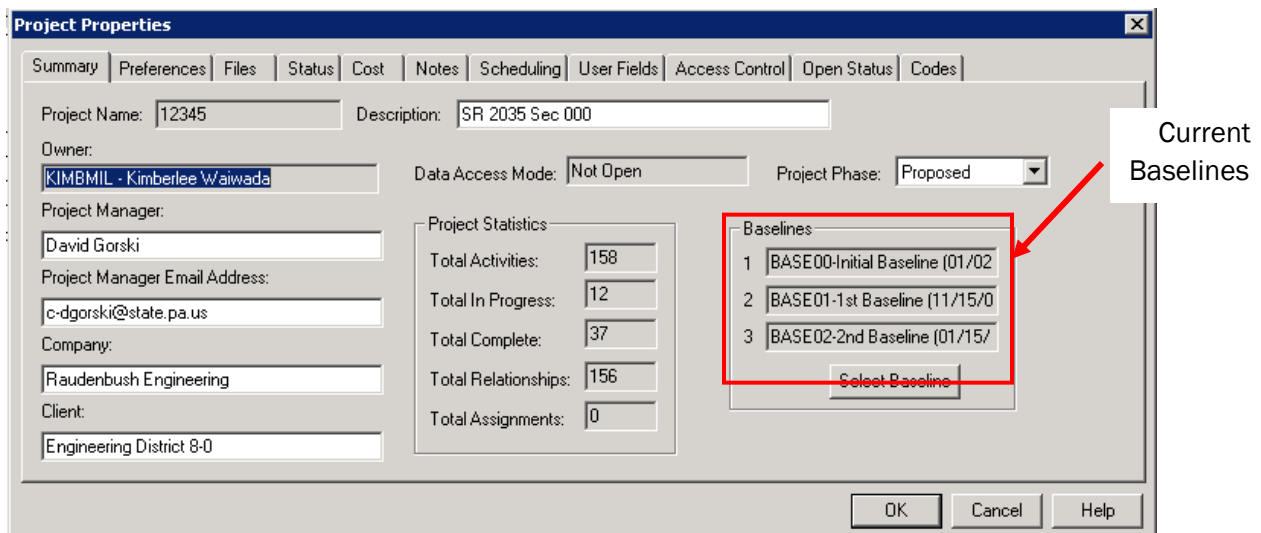 Project Properties
Summary Preferences Files Status Cost Notes Scheduling User Fields Access Control Open Status Codes
Project Name: 12345 Description: SR 2035 Sec 000
Owner:
KIMBMIL - Kimberlee Waiwada
Data Access Mode: Not Open Project Phase: Proposed
Project Manager:
David Gorski
Project Manager Email Address:
c-dgorski@state.pa.us
Company:
Raudenbush Engineering
Client:
Engineering District 8-0
Project Statistics
Total Activities: 158
Total In Progress: 12
Total Complete: 37
Total Relationships: 156
Total Assignments: 0
Baselines
1 BASE00-Initial Baseline (01/02
2 BASE01-1st Baseline (11/15/0
3 BASE02-2nd Baseline (01/15/
Select Baseline
Current
Baselines
OK Cancel Help